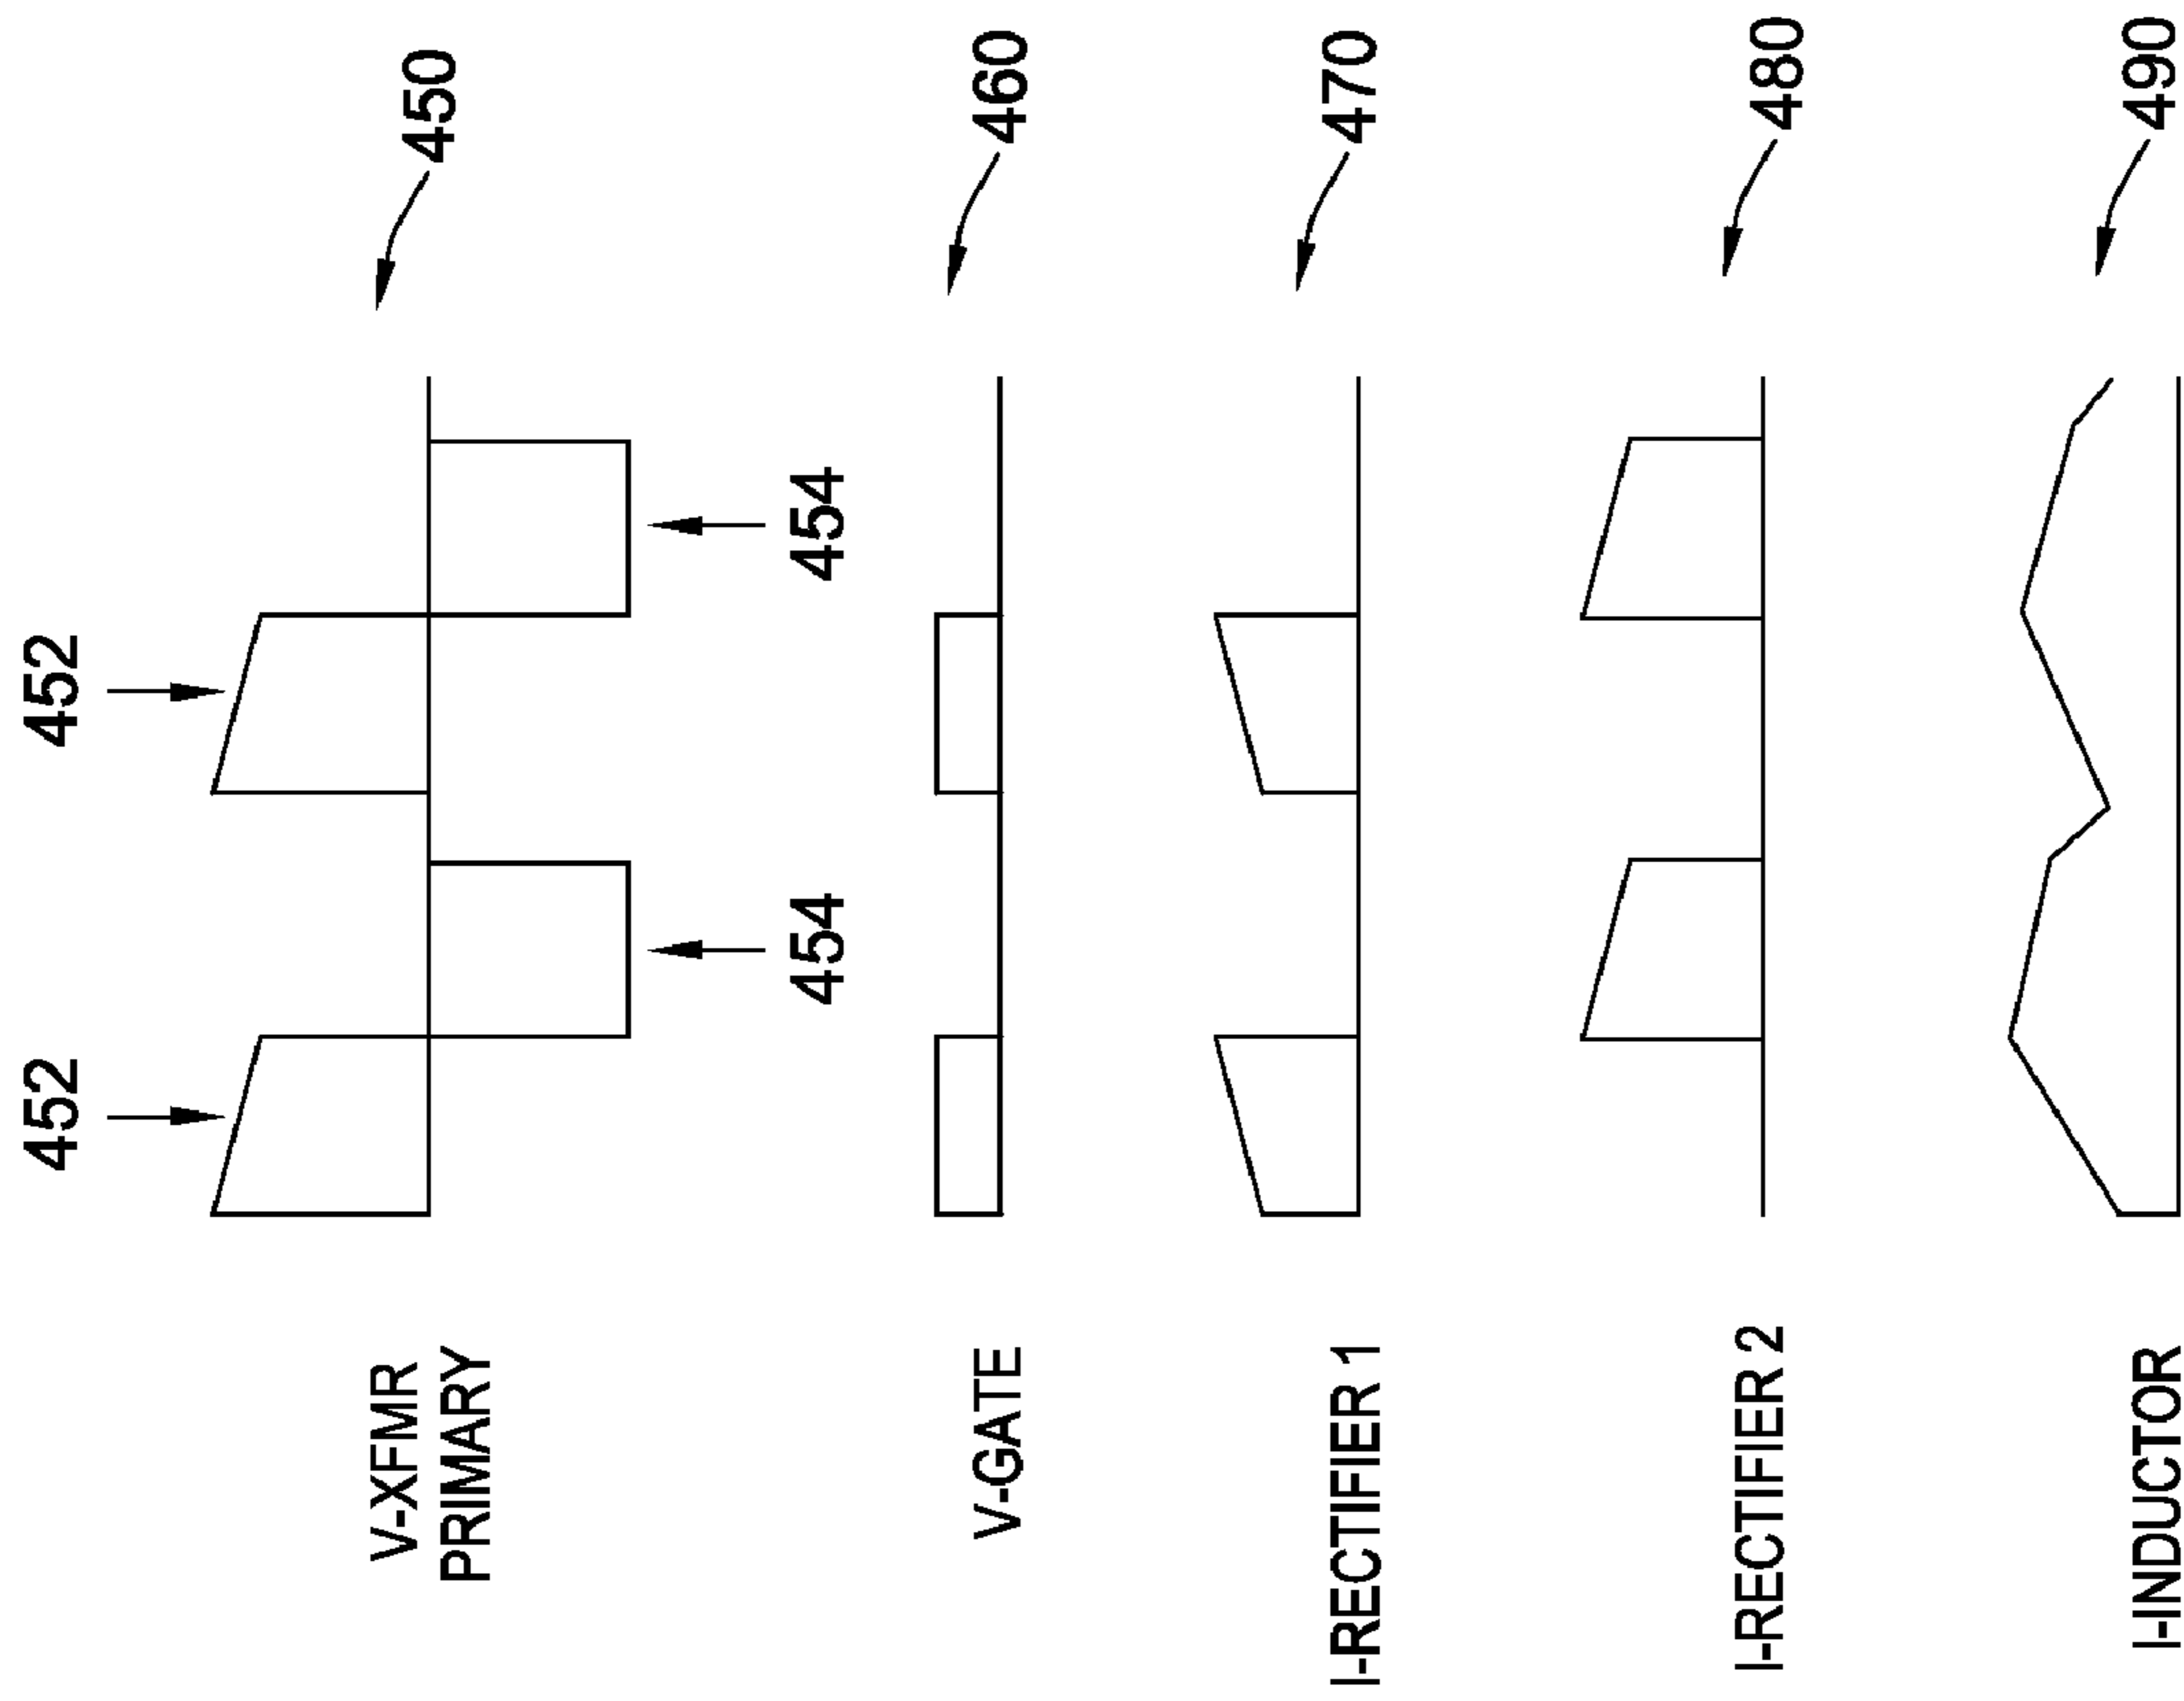 452
452
V-XFMR
PRIMARY
450
454
454
V-GATE
460
I-RECTIFIER 1
470
I-RECTIFIER 2
480
I-INDUCTOR
490